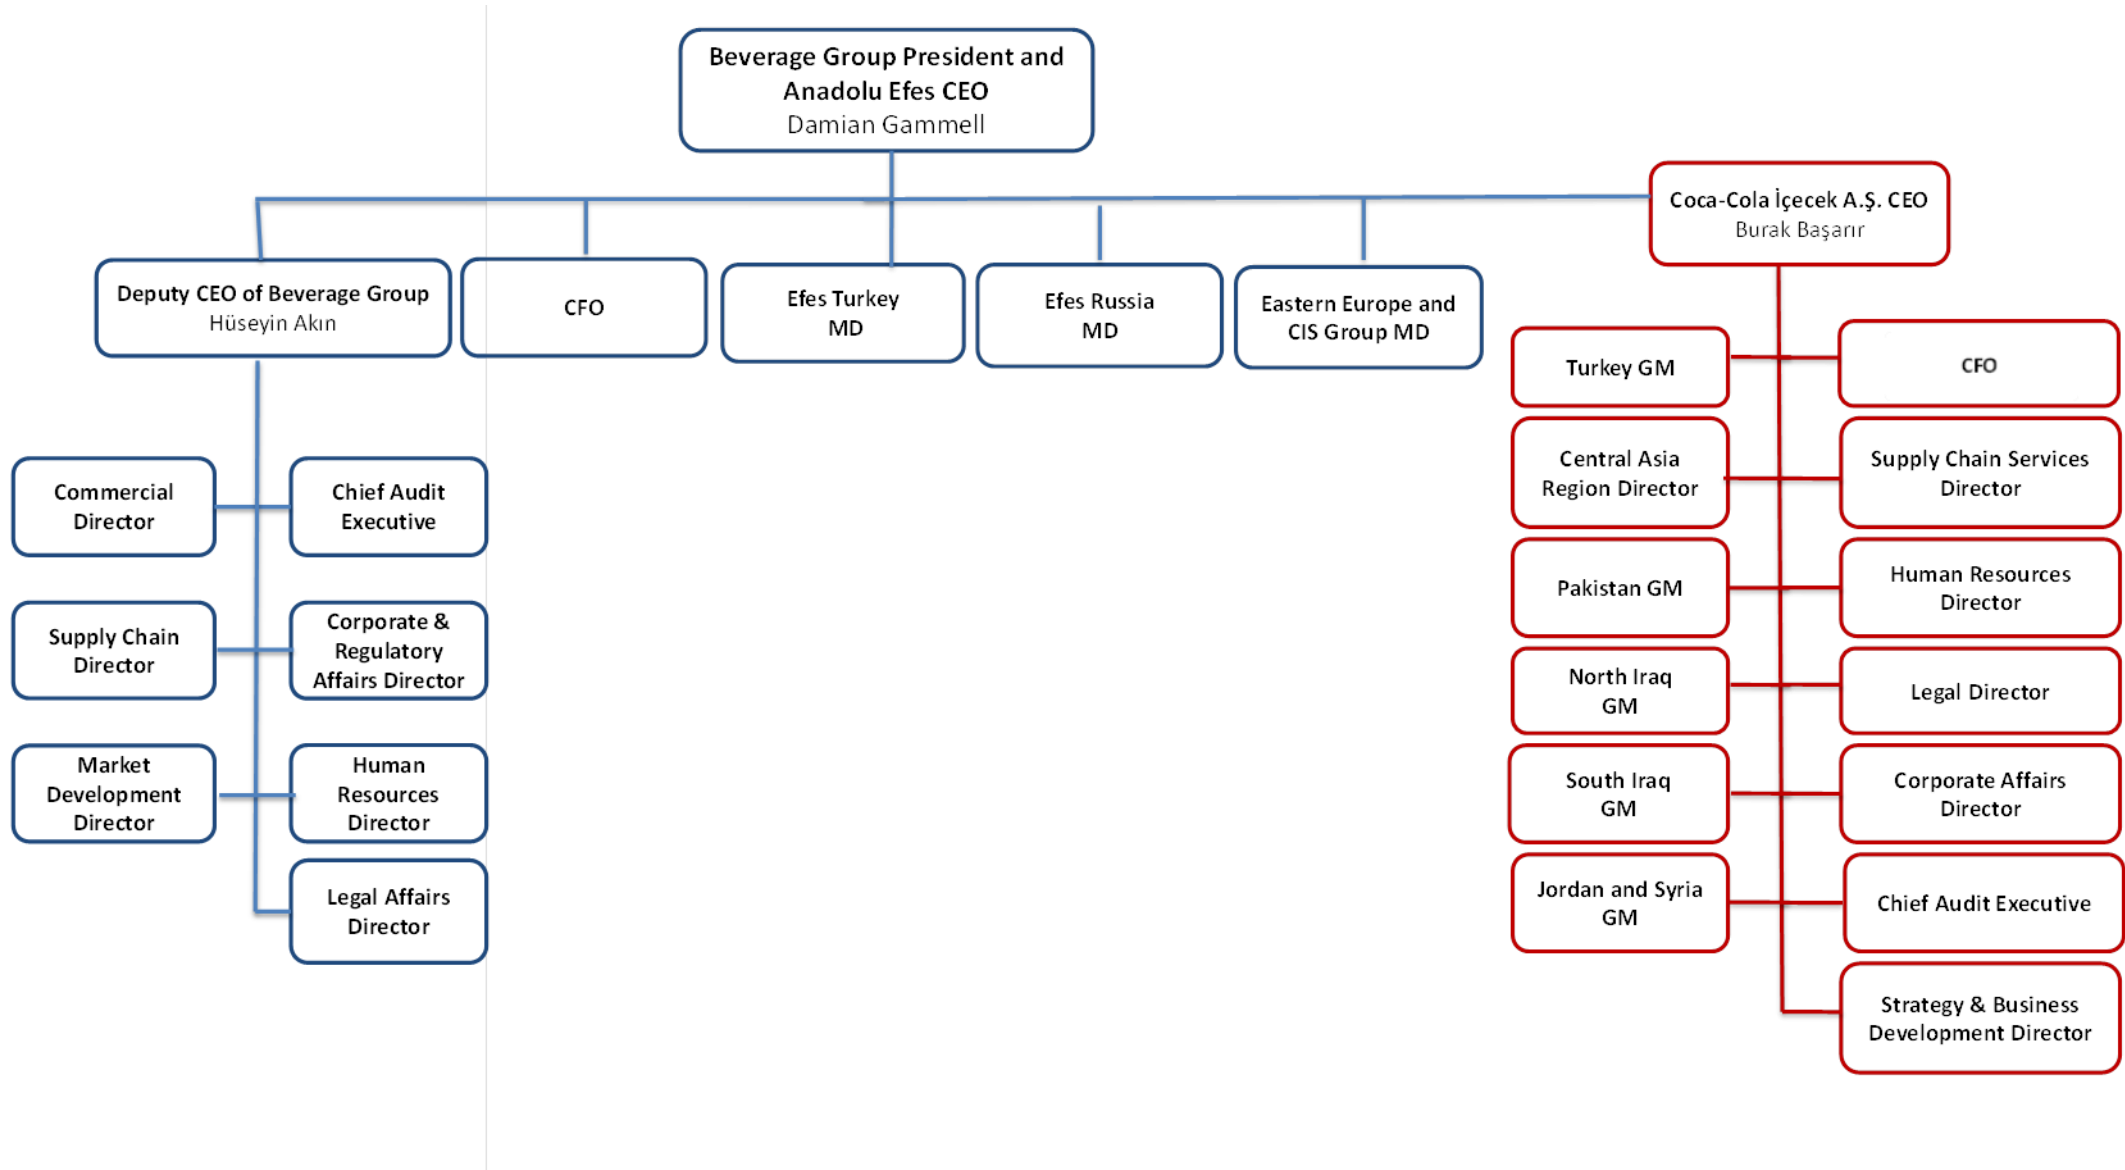 Beverage Group President and
Anadolu Efes CEO
Damian Gammell
Coca-Cola İçecek A.Ş. CEO
Burak Başarır
Deputy CEO of Beverage Group
Hüseyin Akın
CFO
Efes Turkey
MD
Efes Russia
MD
Eastern Europe and
CIS Group MD
Commercial
Director
Chief Audit
Executive
Supply Chain
Director
Corporate &
Regulatory
Affairs Director
Market
Development
Director
Human
Resources
Director
Legal Affairs
Director
Turkey GM
CFO
Central Asia
Region Director
Supply Chain Services
Director
Pakistan GM
Human Resources
Director
North Iraq
GM
Legal Director
South Iraq
GM
Corporate Affairs
Director
Jordan and Syria
GM
Chief Audit Executive
Strategy & Business
Development Director